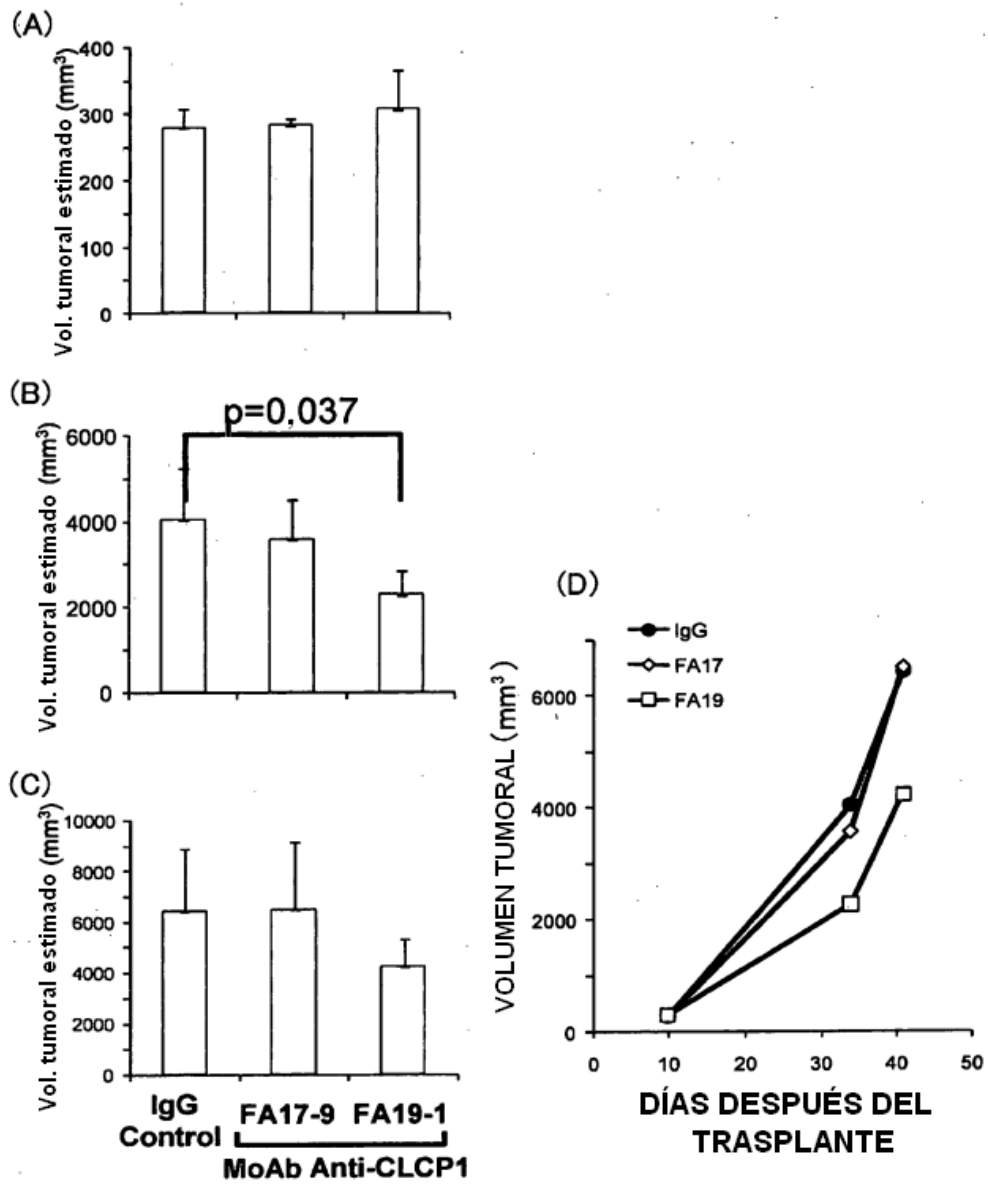 (A)
Vol. tumoral estimado (mm³)
400
300
200
100
0
(B)
p=0,037
Vol. tumoral estimado (mm³)
6000
4000
2000
0
(C)
Vol. tumoral estimado (mm³)
10000
8000
6000
4000
2000
0
IgG
Control
FA17-9 FA19-1
MoAb Anti-CLCP1
(D)
IgG
FA17
FA19
VOLUMEN TUMORAL (mm³)
6000
4000
2000
0
0 10 20 30 40 50
DÍAS DESPUÉS DEL
TRASPLANTE